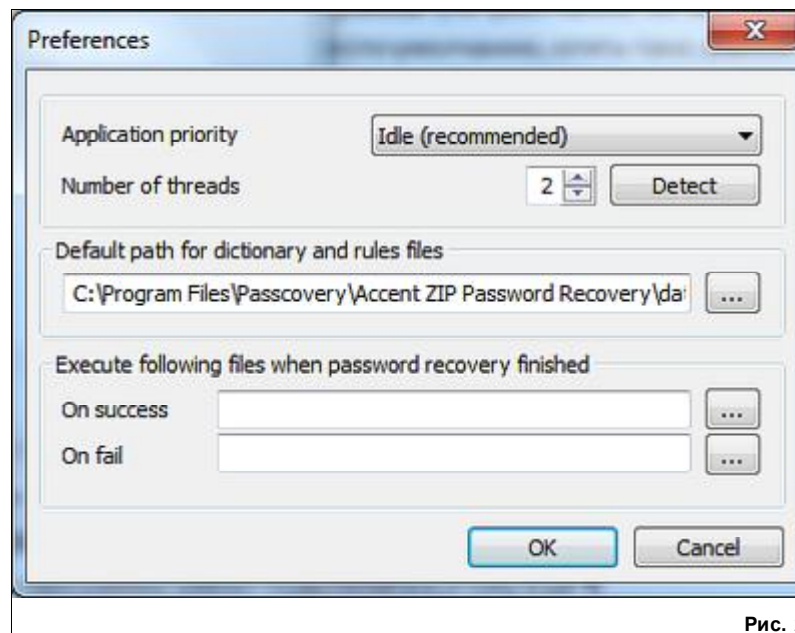 Preferences
Application priority Idle (recommended)
Number of threads 2 Detect
Default path for dictionary and rules files
C:\Program Files\Passcovery\Accent ZIP Password Recovery\dat ...
Execute following files when password recovery finished
On success ...
On fail ...
OK Cancel
Рис.